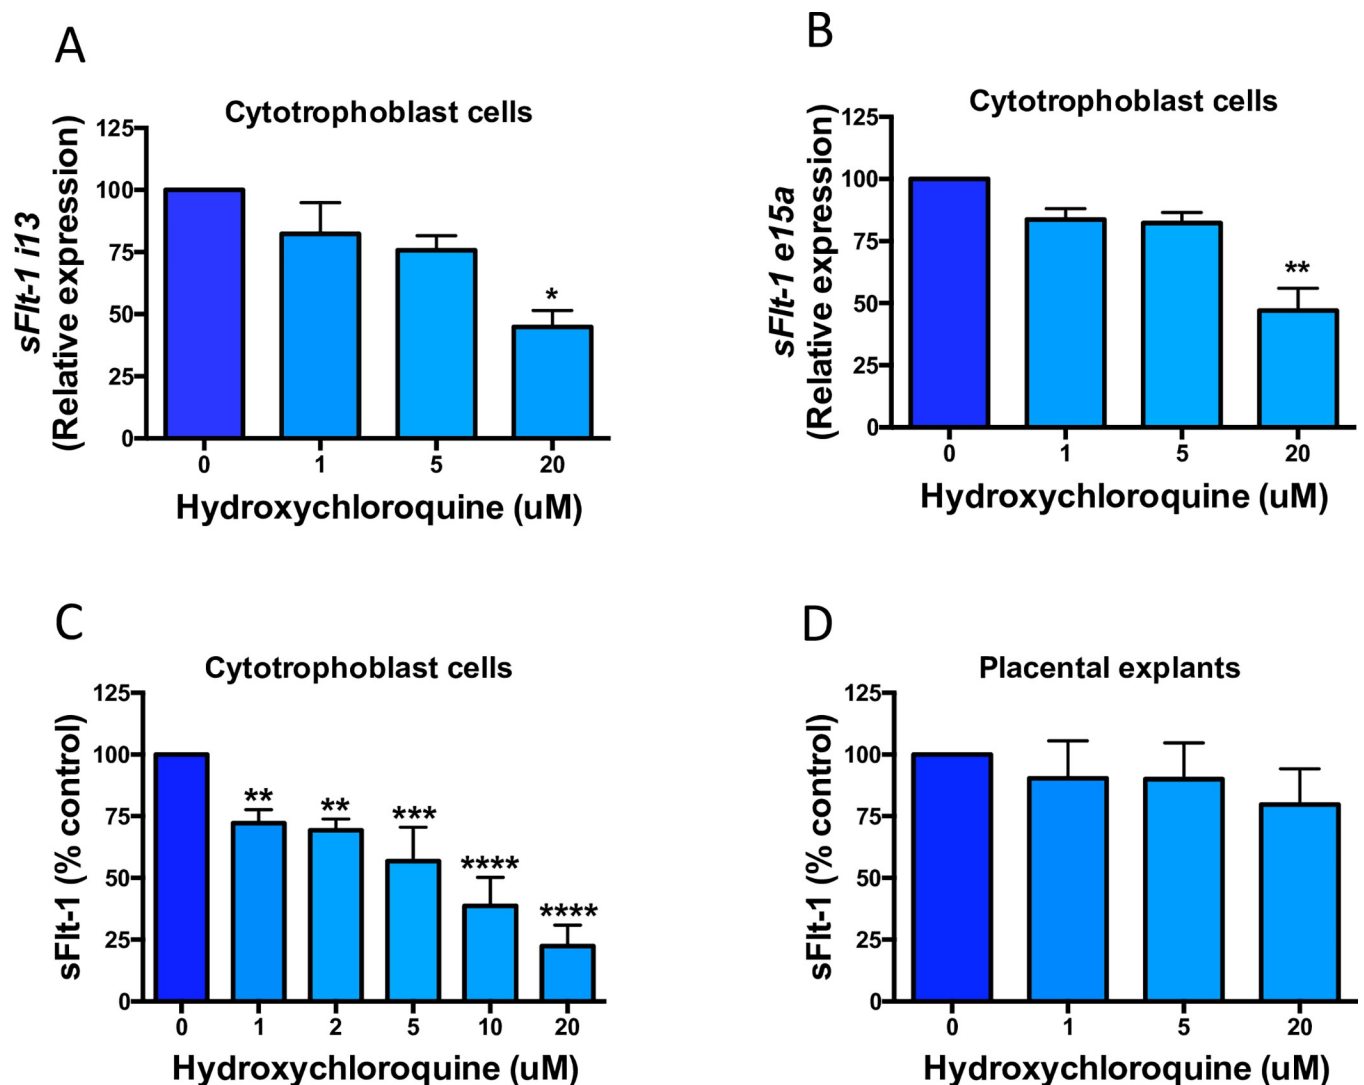 A
Cytotrophoblast cells
sFlt-1 i13
(Relative expression)
125
100
75
50
25
0
*
0 1 5 20
Hydroxychloroquine (uM)
B
Cytotrophoblast cells
sFlt-1 e15a
(Relative expression)
125
100
75
50
25
0
**
0 1 5 20
Hydroxychloroquine (uM)
C
Cytotrophoblast cells
sFlt-1 (% control)
125
100
75
50
25
0
** ** *** **** ****
0 1 2 5 10 20
Hydroxychloroquine (uM)
D
Placental explants
sFlt-1 (% control)
125
100
75
50
25
0
0 1 5 20
Hydroxychloroquine (uM)